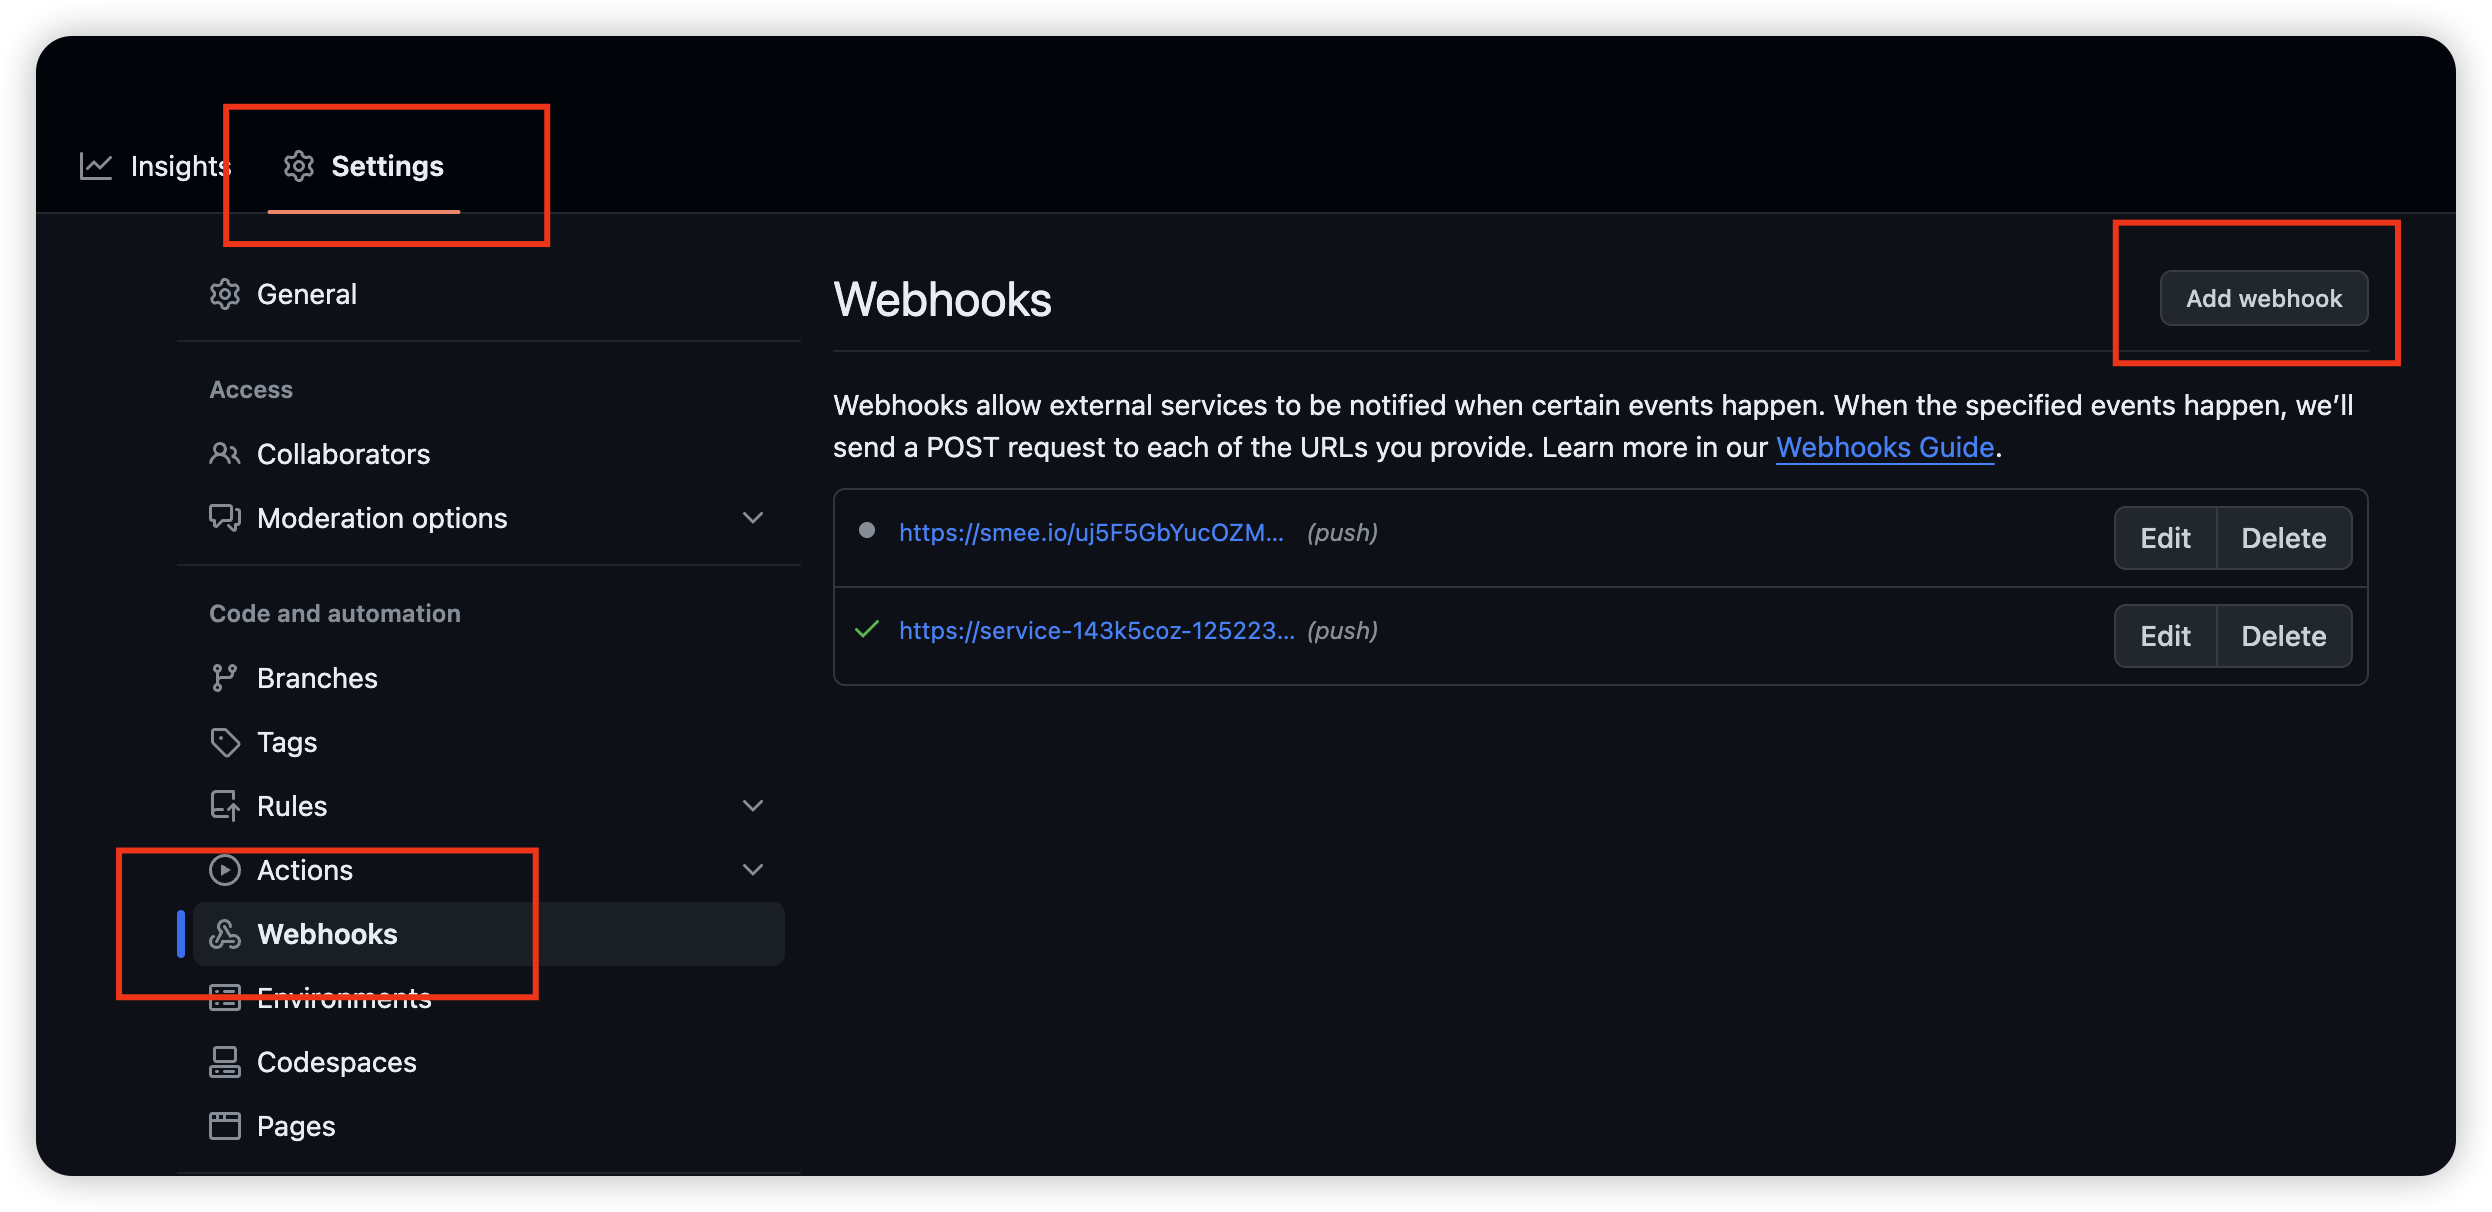 Insights Settings
General
Access
Collaborators
Moderation options
Code and automation
Branches
Tags
Rules
Actions
Webhooks
Environments
Codespaces
Pages
Webhooks
Add webhook
Webhooks allow external services to be notified when certain events happen. When the specified events happen, we’ll
send a POST request to each of the URLs you provide. Learn more in our Webhooks Guide.
https://smee.io/uj5F5GbYucOZM... (push) Edit Delete
https://service-143k5coz-125223... (push) Edit Delete